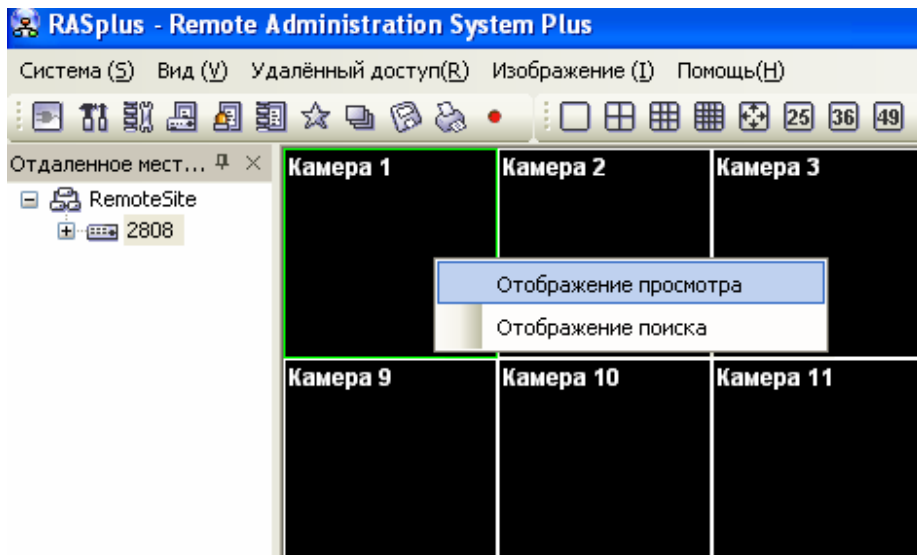 RASplus - Remote Administration System Plus
Система (S) Вид (V) Удалённый доступ(R) Изображение (I) Помощь(H)
25 36 49
Отдаленное мест...
RemoteSite
2808
Камера 1 Камера 2 Камера 3
Отображение просмотра
Отображение поиска
Камера 9 Камера 10 Камера 11